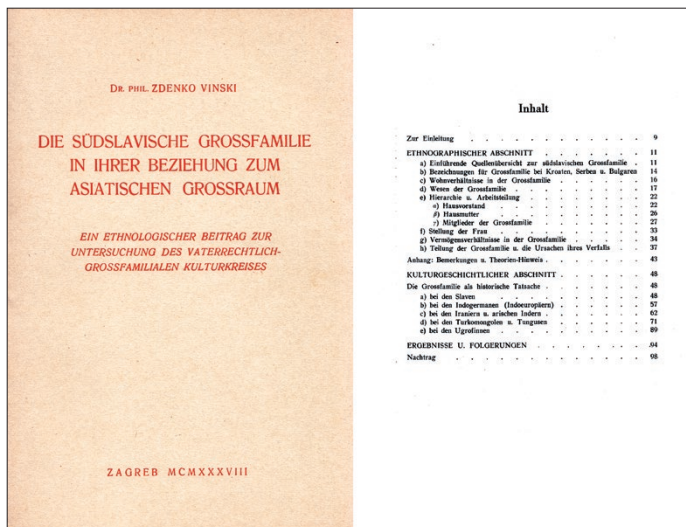 DR. PHIL. ZDENKO VINSKI
DIE SÜDSLAVISCHE GROSSFAMILIE
IN IHRER BEZIEHUNG ZUM
ASIATISCHEN GROSSRAUM
EIN ETHNOLOGISCHER BEITRAG ZUR
UNTERSUCHUNG DES VATERRECHTLICH-
GROSSFAMILIALEN KULTURKREISES
ZAGREB MCMXXXVIII
Inhalt
Zur Einleitung . . . . . . . . . 9
ETHNOGRAPHISCHER ABSCHNITT . . . . . . 11
a) Einführende Quellenübersicht zur südslavischen Grossfamilie . 11
b) Bezeichnungen für Grossfamilie bei Kroaten, Serben u. Bulgaren 14
c) Wohnverhältnisse in der Grossfamilie . . . . . . 16
d) Wesen der Grossfamilie . . . . . . . . 17
e) Hierarchie u. Arbeitsteilung . . . . . . . 22
α) Hausvorstand . . . . . . . . 22
β) Hausmutter . . . . . . . . 26
γ) Mitglieder der Grossfamilie . . . . . . 27
f) Stellung der Frau . . . . . . . . 33
g) Vermögensverhältnisse in der Grossfamilie . . . . . 34
h) Teilung der Grossfamilie u. die Ursachen ihres Verfalls . . 37
Anhang: Bemerkungen u. Theorien-Hinweis . . . . . . 43
KULTURGESCHICHTLICHER ABSCHNITT . . . . . 48
Die Grossfamilie als historische Tatsache . . . . . . 48
a) bei den Slaven . . . . . . . . 48
b) bei den Indogermanen (Indoeuropäern) . . . . . 57
c) bei den Iraniern u. arischen Indern . . . . . . 62
d) bei den Turkomongolen u. Tungusen . . . . . 71
e) bei den Ugrofinnen . . . . . . . . 89
ERGEBNISSE U. FOLGERUNGEN . . . . . . . .94
Nachtrag . . . . . . . . . 98